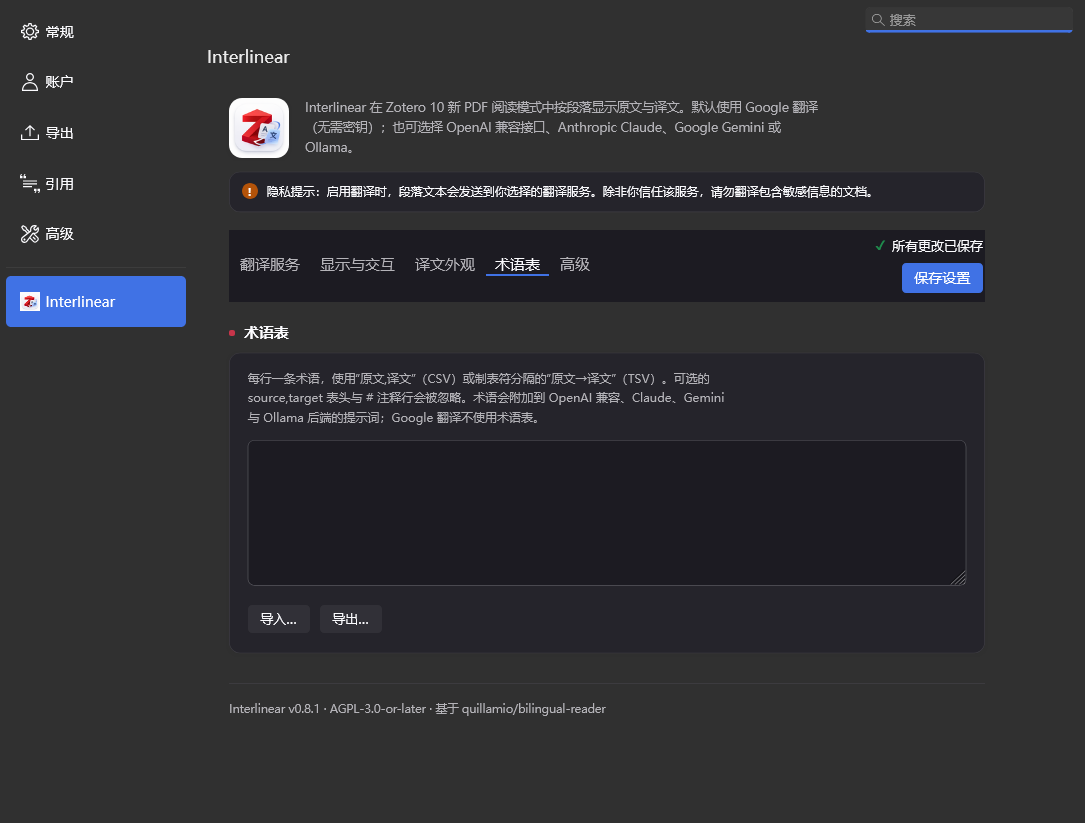 常规
账户
导出
引用
高级
Interlinear
搜索
Interlinear
Interlinear 在 Zotero 10 新 PDF 阅读模式中按段落显示原文与译文。默认使用 Google 翻译
（无需密钥）；也可选择 OpenAI 兼容接口、Anthropic Claude、Google Gemini 或
Ollama。
! 隐私提示：启用翻译时，段落文本会发送到你选择的翻译服务。除非你信任该服务，请勿翻译包含敏感信息的文档。
✓ 所有更改已保存
翻译服务 显示与交互 译文外观 术语表 高级
保存设置
术语表
每行一条术语，使用"原文,译文"（CSV）或制表符分隔的"原文→译文"（TSV）。可选的
source,target 表头与 # 注释行会被忽略。术语会附加到 OpenAI 兼容、Claude、Gemini
与 Ollama 后端的提示词；Google 翻译不使用术语表。
导入... 导出...
Interlinear v0.8.1 · AGPL-3.0-or-later · 基于 quillamio/bilingual-reader